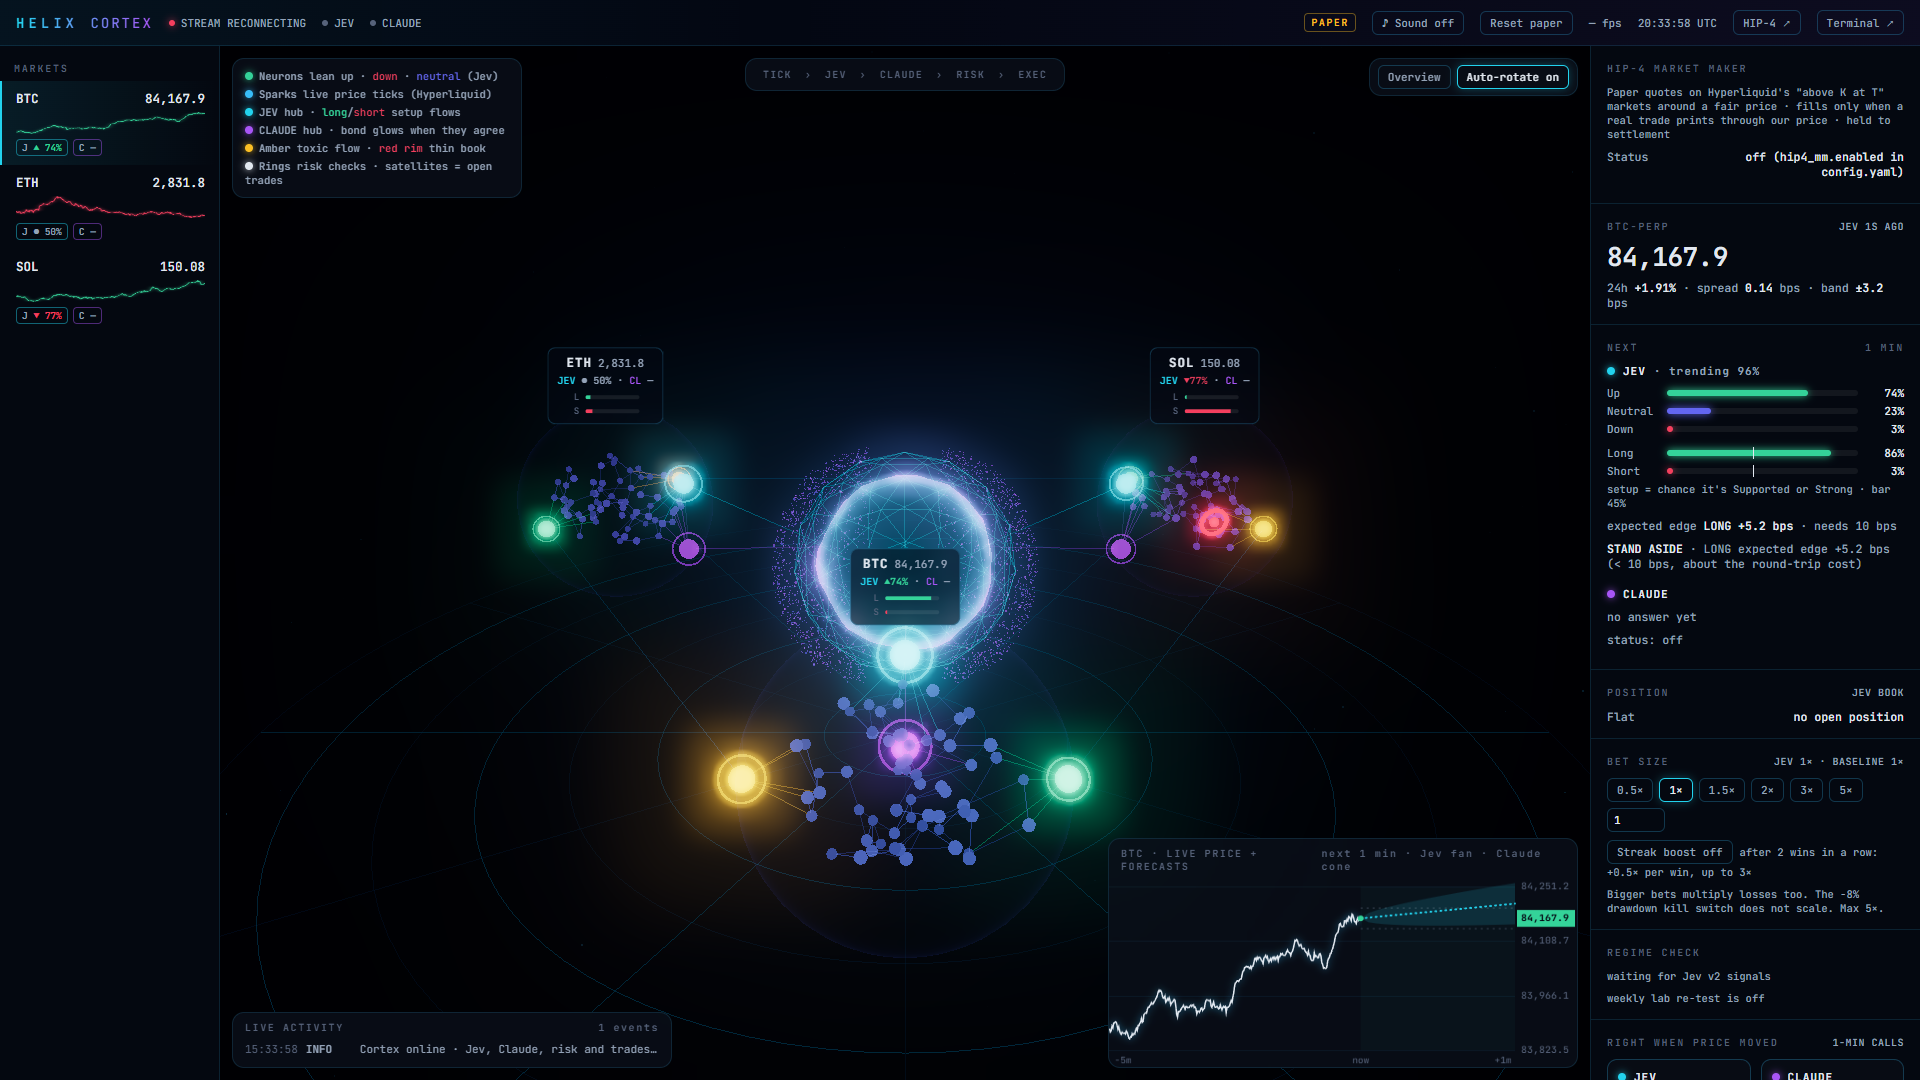 HELIX CORTEX
STREAM RECONNECTING
JEV
CLAUDE
PAPER
♪ Sound off
Reset paper
— fps
20:33:58 UTC
HIP-4 ↗
Terminal ↗
MARKETS
BTC 84,167.9
J ▲ 74% C —
ETH 2,831.8
J ● 50% C —
SOL 150.08
J ▼ 77% C —
Neurons lean up · down · neutral (Jev)
Sparks live price ticks (Hyperliquid)
JEV hub · long/short setup flows
CLAUDE hub · bond glows when they agree
Amber toxic flow · red rim thin book
Rings risk checks · satellites = open
trades
TICK › JEV › CLAUDE › RISK › EXEC
Overview
Auto-rotate on
ETH 2,831.8
JEV ● 50% · CL —
L
S
SOL 150.08
JEV ▼77% · CL —
L
S
BTC 84,167.9
JEV ▲74% · CL —
L
S
LIVE ACTIVITY 1 events
15:33:58 INFO Cortex online · Jev, Claude, risk and trades…
BTC · LIVE PRICE +
FORECASTS
next 1 min · Jev fan · Claude
cone
84,251.2
84,167.9
84,108.7
83,966.1
83,823.5
-5m now +1m
HIP-4 MARKET MAKER
Paper quotes on Hyperliquid's "above K at T"
markets around a fair price · fills only when a
real trade prints through our price · held to
settlement
Status off (hip4_mm.enabled in
config.yaml)
BTC-PERP JEV 1S AGO
84,167.9
24h +1.91% · spread 0.14 bps · band ±3.2
bps
NEXT 1 MIN
JEV · trending 96%
Up 74%
Neutral 23%
Down 3%
Long 86%
Short 3%
setup = chance it's Supported or Strong · bar
45%
expected edge LONG +5.2 bps · needs 10 bps
STAND ASIDE · LONG expected edge +5.2 bps
(< 10 bps, about the round-trip cost)
CLAUDE
no answer yet
status: off
POSITION JEV BOOK
Flat no open position
BET SIZE JEV 1× · BASELINE 1×
0.5× 1× 1.5× 2× 3× 5×
1
Streak boost off after 2 wins in a row:
+0.5× per win, up to 3×
Bigger bets multiply losses too. The -8%
drawdown kill switch does not scale. Max 5×.
REGIME CHECK
waiting for Jev v2 signals
weekly lab re-test is off
RIGHT WHEN PRICE MOVED 1-MIN CALLS
JEV CLAUDE